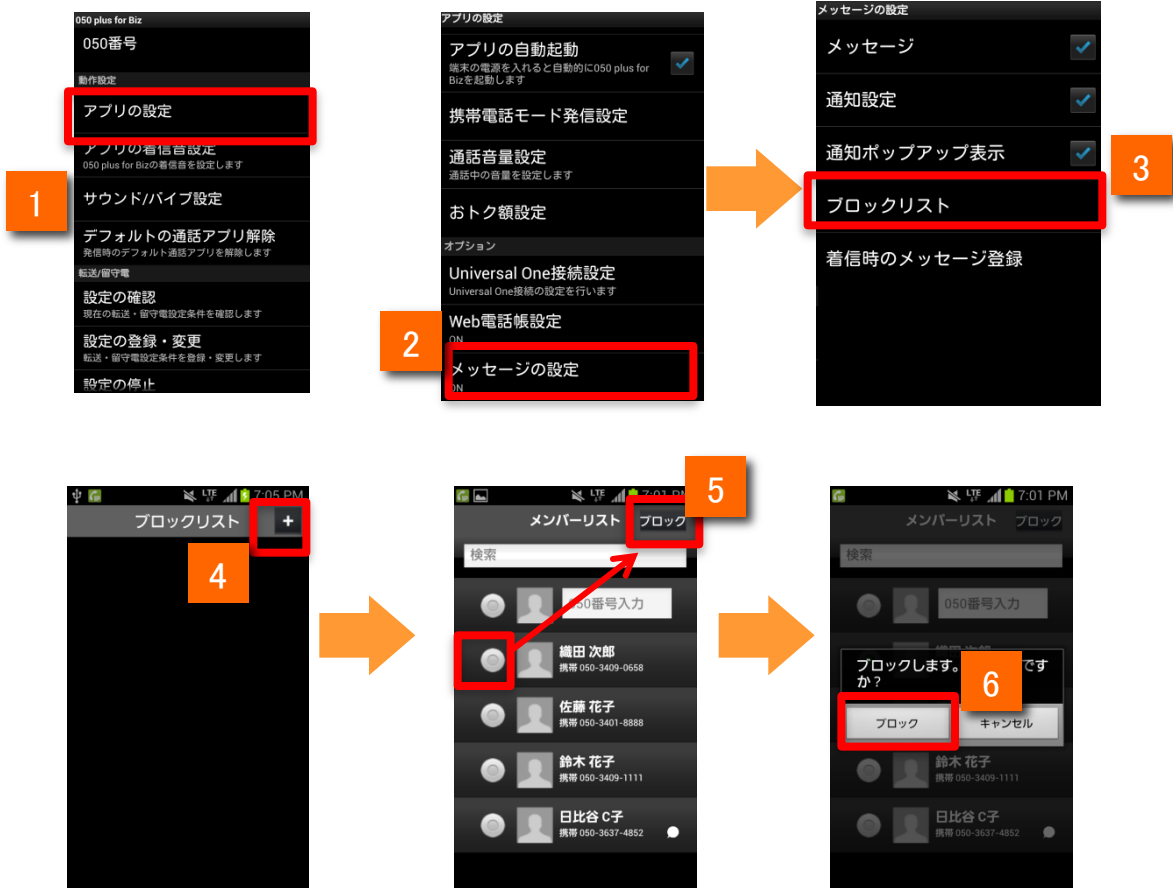 050 plus for Biz
050番号
動作設定
アプリの設定
アプリの着信音設定
050 plus for Bizの着信音を設定します
1
サウンド/バイブ設定
デフォルトの通話アプリ解除
発信時のデフォルト通話アプリを解除します
転送/留守電
設定の確認
現在の転送・留守電設定条件を確認します
設定の登録・変更
転送・留守電設定条件を登録・変更します
設定の停止
アプリの設定
アプリの自動起動
端末の電源を入れると自動的に050 plus for
Bizを起動します
携帯電話モード発信設定
通話音量設定
通話中の音量を設定します
おトク額設定
オプション
Universal One接続設定
Universal One接続の設定を行います
Web電話帳設定
ON
2
メッセージの設定
ON
メッセージの設定
メッセージ
通知設定
通知ポップアップ表示
3
ブロックリスト
着信時のメッセージ登録
LTE 7:05 PM
ブロックリスト +
4
LTE 7:01 PM
5
メンバーリスト ブロック
検索
050番号入力
織田 次郎
携帯 050-3409-0658
佐藤 花子
携帯 050-3401-8888
鈴木 花子
携帯 050-3409-1111
日比谷 C子
携帯 050-3637-4852
LTE 7:01 PM
メンバーリスト ブロック
検索
050番号入力
織田 次郎
ブロックします。 です
か？
6
ブロック キャンセル
鈴木 花子
携帯 050-3409-1111
日比谷 C子
携帯 050-3637-4852